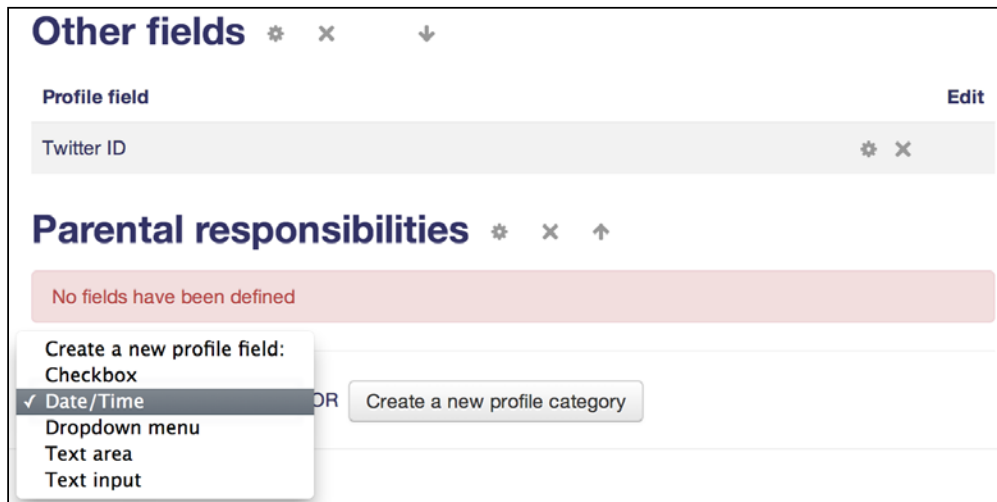 Other fields
Profile field Edit
Twitter ID
Parental responsibilities
No fields have been defined
Create a new profile field:
Checkbox
✓ Date/Time
Dropdown menu
Text area
Text input
OR Create a new profile category